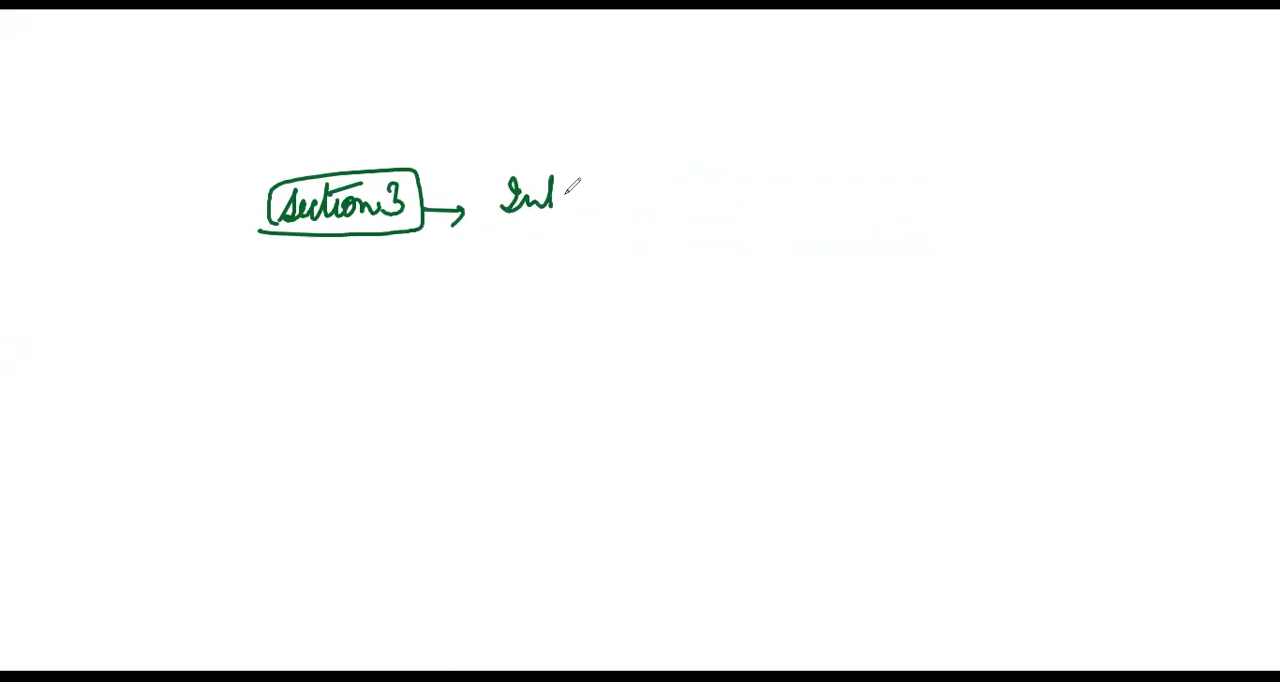 Section 3 → Int